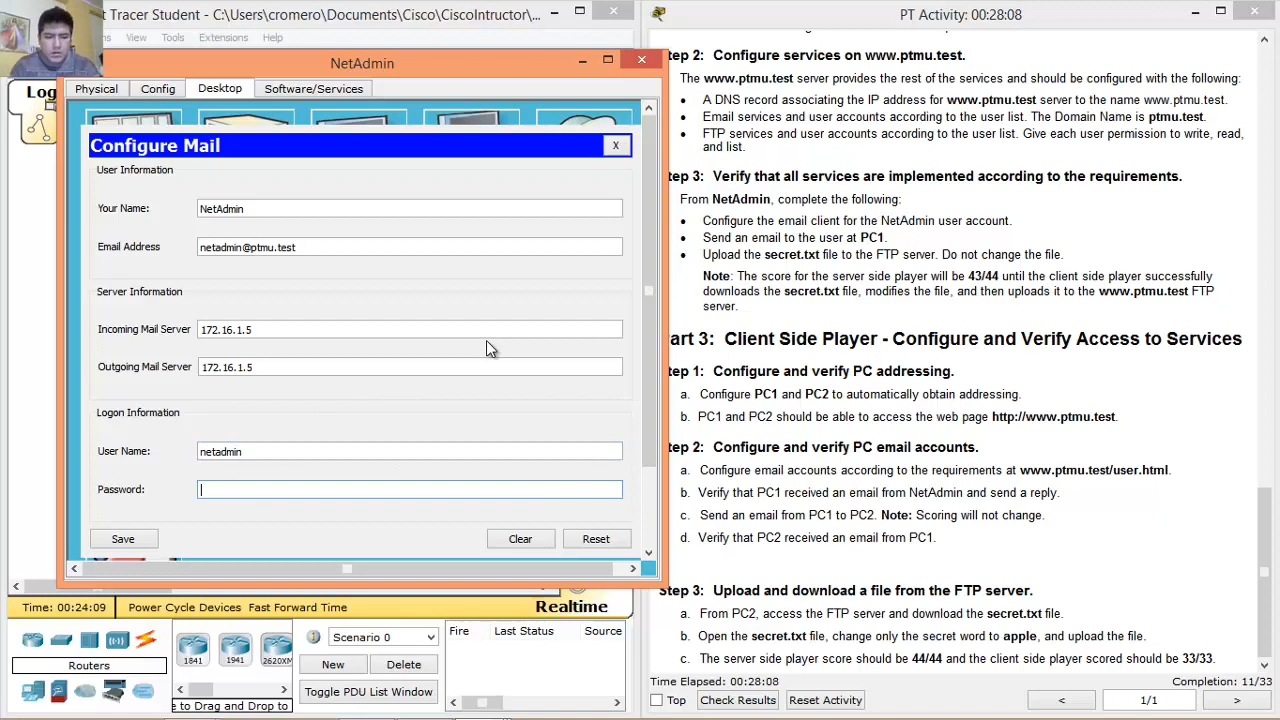 t Tracer Student - C:\Users\cromero\Documents\Cisco\CiscoIntructor\...
View Tools Extensions Help
Log
NetAdmin
Physical Config Desktop Software/Services
Configure Mail
X
User Information
Your Name: NetAdmin
Email Address netadmin@ptmu.test
Server Information
Incoming Mail Server 172.16.1.5
Outgoing Mail Server 172.16.1.5
Logon Information
User Name: netadmin
Password:
Save Clear Reset
Time: 00:24:09 Power Cycle Devices Fast Forward Time Realtime
Routers
1841 1941 2620XM
e to Drag and Drop to
Scenario 0
New Delete
Toggle PDU List Window
Fire Last Status Source
PT Activity: 00:28:08
tep 2: Configure services on www.ptmu.test.
The www.ptmu.test server provides the rest of the services and should be configured with the following:
• A DNS record associating the IP address for www.ptmu.test server to the name www.ptmu.test.
• Email services and user accounts according to the user list. The Domain Name is ptmu.test.
• FTP services and user accounts according to the user list. Give each user permission to write, read,
and list.
tep 3: Verify that all services are implemented according to the requirements.
From NetAdmin, complete the following:
• Configure the email client for the NetAdmin user account.
• Send an email to the user at PC1.
• Upload the secret.txt file to the FTP server. Do not change the file.
Note: The score for the server side player will be 43/44 until the client side player successfully
downloads the secret.txt file, modifies the file, and then uploads it to the www.ptmu.test FTP
server.
art 3: Client Side Player - Configure and Verify Access to Services
tep 1: Configure and verify PC addressing.
a. Configure PC1 and PC2 to automatically obtain addressing.
b. PC1 and PC2 should be able to access the web page http://www.ptmu.test.
tep 2: Configure and verify PC email accounts.
a. Configure email accounts according to the requirements at www.ptmu.test/user.html.
b. Verify that PC1 received an email from NetAdmin and send a reply.
c. Send an email from PC1 to PC2. Note: Scoring will not change.
d. Verify that PC2 received an email from PC1.
tep 3: Upload and download a file from the FTP server.
a. From PC2, access the FTP server and download the secret.txt file.
b. Open the secret.txt file, change only the secret word to apple, and upload the file.
c. The server side player score should be 44/44 and the client side player scored should be 33/33.
Time Elapsed: 00:28:08 Completion: 11/33
Top Check Results Reset Activity < 1/1 >